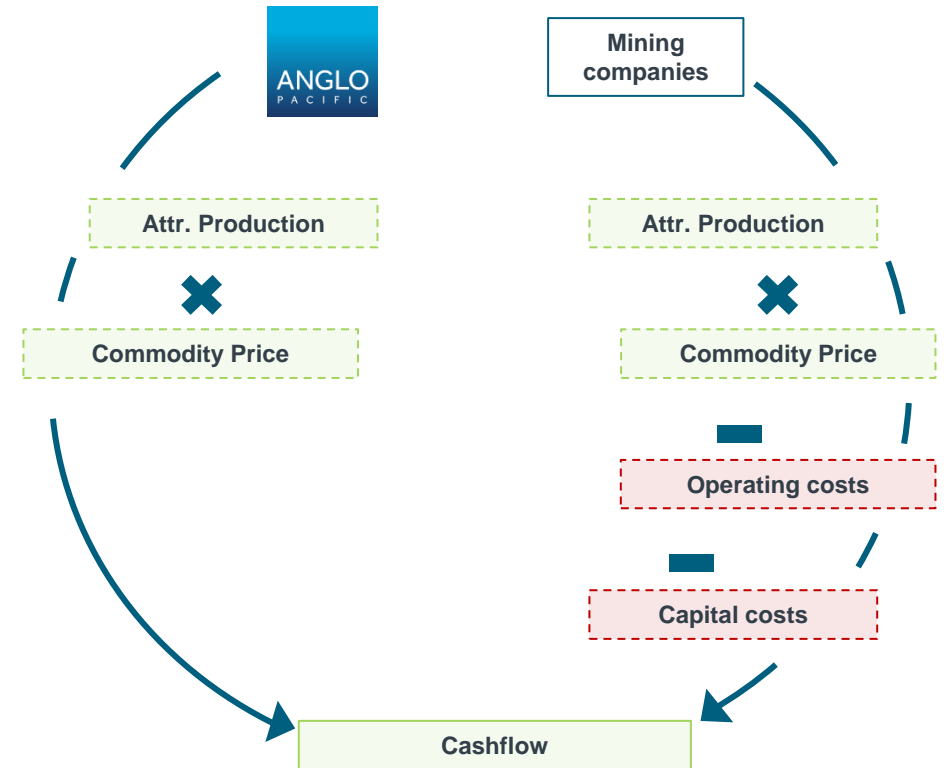 ANGLO
PACIFIC
Mining
companies
Attr. Production
Attr. Production
Commodity Price
Commodity Price
Operating costs
Capital costs
Cashflow